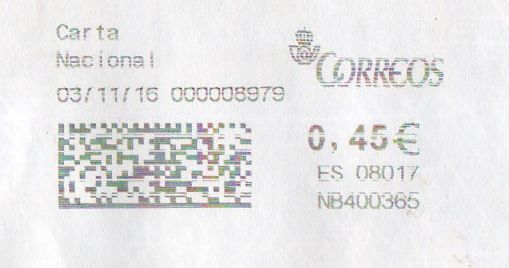 Carta
Nacional
03/11/16 000008979
CORREOS
0,45€
ES 08017
NB400365